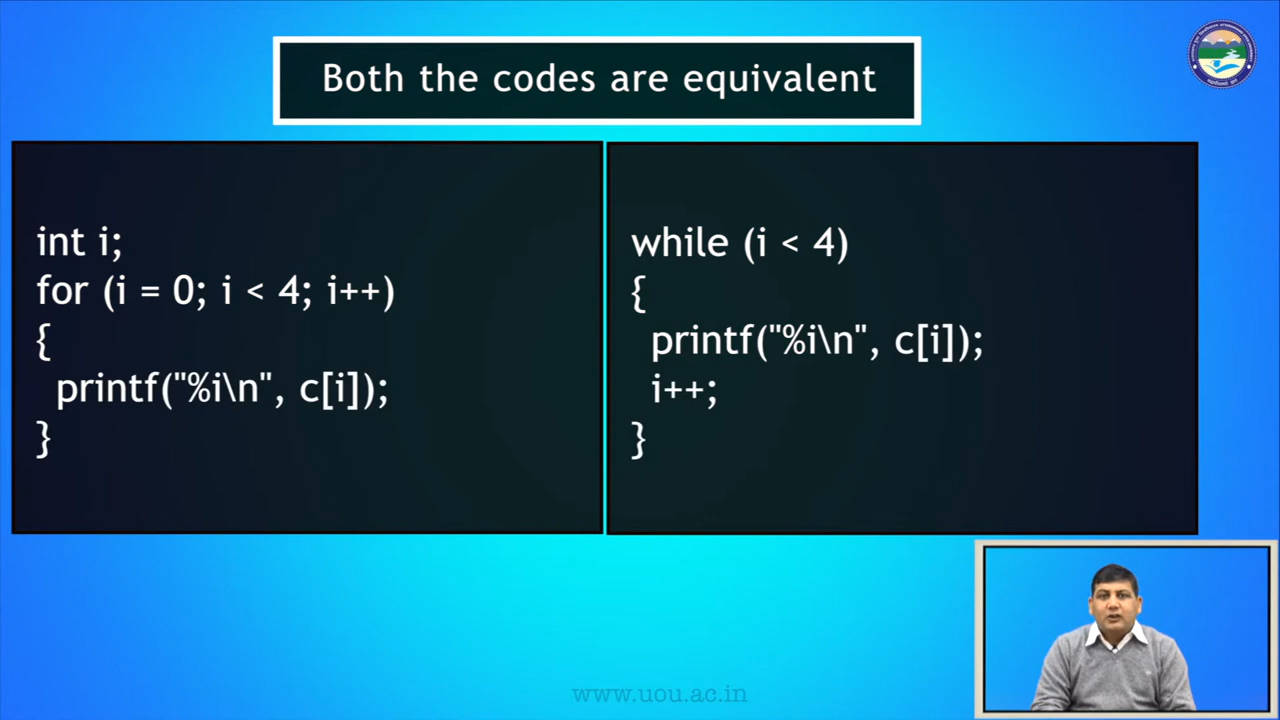 Both the codes are equivalent
int i;
for (i = 0; i < 4; i++)
{
printf("%i\n", c[i]);
}
while (i < 4)
{
printf("%i\n", c[i]);
i++;
}
www.uou.ac.in